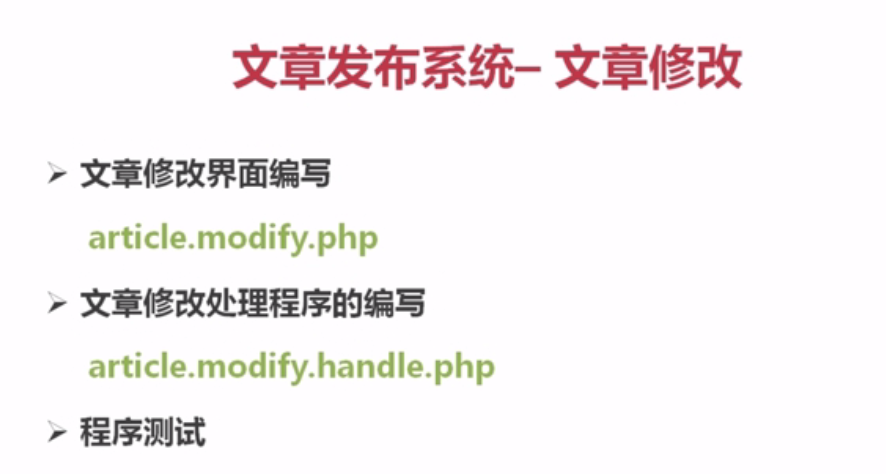 文章发布系统– 文章修改
➢ 文章修改界面编写
article.modify.php
➢ 文章修改处理程序的编写
article.modify.handle.php
➢ 程序测试